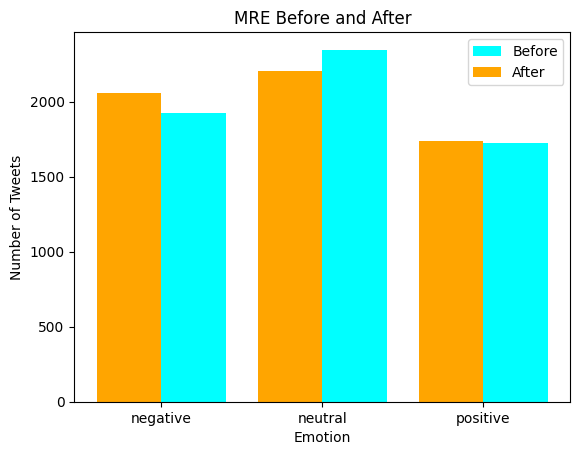 MRE Before and After
Before
After
Number of Tweets
2000
1500
1000
500
0
negative neutral positive
Emotion